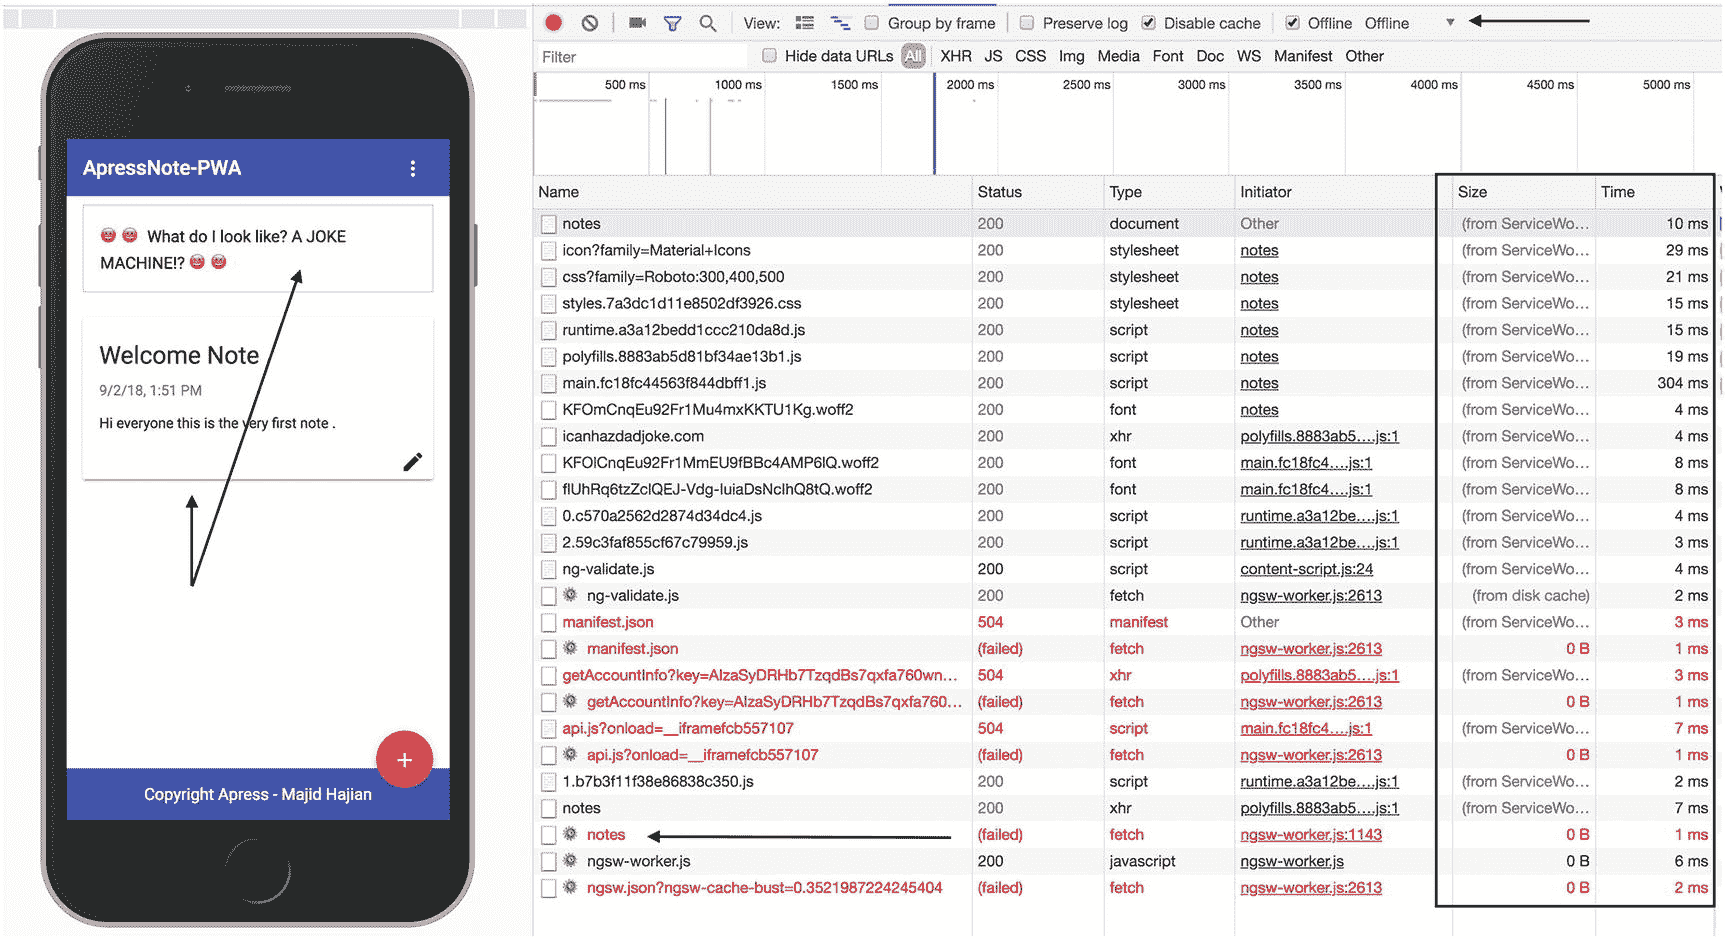 ApressNote-PWA
What do I look like? A JOKE
MACHINE!?
Welcome Note
9/2/18, 1:51 PM
Hi everyone this is the very first note .
+
Copyright Apress - Majid Hajian
View: Group by frame Preserve log Disable cache Offline Offline
Filter Hide data URLs All XHR JS CSS Img Media Font Doc WS Manifest Other
500 ms 1000 ms 1500 ms 2000 ms 2500 ms 3000 ms 3500 ms 4000 ms 4500 ms 5000 ms
Name Status Type Initiator Size Time
notes 200 document Other (from ServiceWo... 10 ms
icon?family=Material+Icons 200 stylesheet notes (from ServiceWo... 29 ms
css?family=Roboto:300,400,500 200 stylesheet notes (from ServiceWo... 21 ms
styles.7a3dc1d11e8502df3926.css 200 stylesheet notes (from ServiceWo... 15 ms
runtime.a3a12bedd1ccc210da8d.js 200 script notes (from ServiceWo... 15 ms
polyfills.8883ab5d81bf34ae13b1.js 200 script notes (from ServiceWo... 19 ms
main.fc18fc44563f844dbff1.js 200 script notes (from ServiceWo... 304 ms
KFOmCnqEu92Fr1Mu4mxKKTU1Kg.woff2 200 font notes (from ServiceWo... 4 ms
icanhazdadjoke.com 200 xhr polyfills.8883ab5....js:1 (from ServiceWo... 4 ms
KFOlCnqEu92Fr1MmEU9fBBc4AMP6lQ.woff2 200 font main.fc18fc4....js:1 (from ServiceWo... 8 ms
flUhRq6tzZclQEJ-Vdg-IuiaDsNcIhQ8tQ.woff2 200 font main.fc18fc4....js:1 (from ServiceWo... 8 ms
0.c570a2562d2874d34dc4.js 200 script runtime.a3a12be....js:1 (from ServiceWo... 4 ms
2.59c3faf855cf67c79959.js 200 script runtime.a3a12be....js:1 (from ServiceWo... 3 ms
ng-validate.js 200 script content-script.js:24 (from ServiceWo... 4 ms
ng-validate.js 200 fetch ngsw-worker.js:2613 (from disk cache) 2 ms
manifest.json 504 manifest Other (from ServiceWo... 3 ms
manifest.json (failed) fetch ngsw-worker.js:2613 0 B 1 ms
getAccountInfo?key=AIzaSyDRHb7TzqdBs7qxfa760wn... 504 xhr polyfills.8883ab5....js:1 (from ServiceWo... 3 ms
getAccountInfo?key=AIzaSyDRHb7TzqdBs7qxfa760... (failed) fetch ngsw-worker.js:2613 0 B 1 ms
api.js?onload=__iframefcb557107 504 script main.fc18fc4....js:1 (from ServiceWo... 7 ms
api.js?onload=__iframefcb557107 (failed) fetch ngsw-worker.js:2613 0 B 1 ms
1.b7b3f11f38e86838c350.js 200 script runtime.a3a12be....js:1 (from ServiceWo... 2 ms
notes 200 xhr polyfills.8883ab5....js:1 (from ServiceWo... 7 ms
notes (failed) fetch ngsw-worker.js:1143 0 B 1 ms
ngsw-worker.js 200 javascript ngsw-worker.js 0 B 6 ms
ngsw.json?ngsw-cache-bust=0.3521987224245404 (failed) fetch ngsw-worker.js:2613 0 B 2 ms